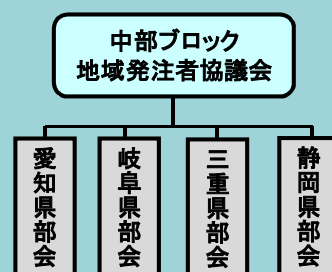 中部ブロック
地域発注者協議会
愛知県部会
岐阜県部会
三重県部会
静岡県部会